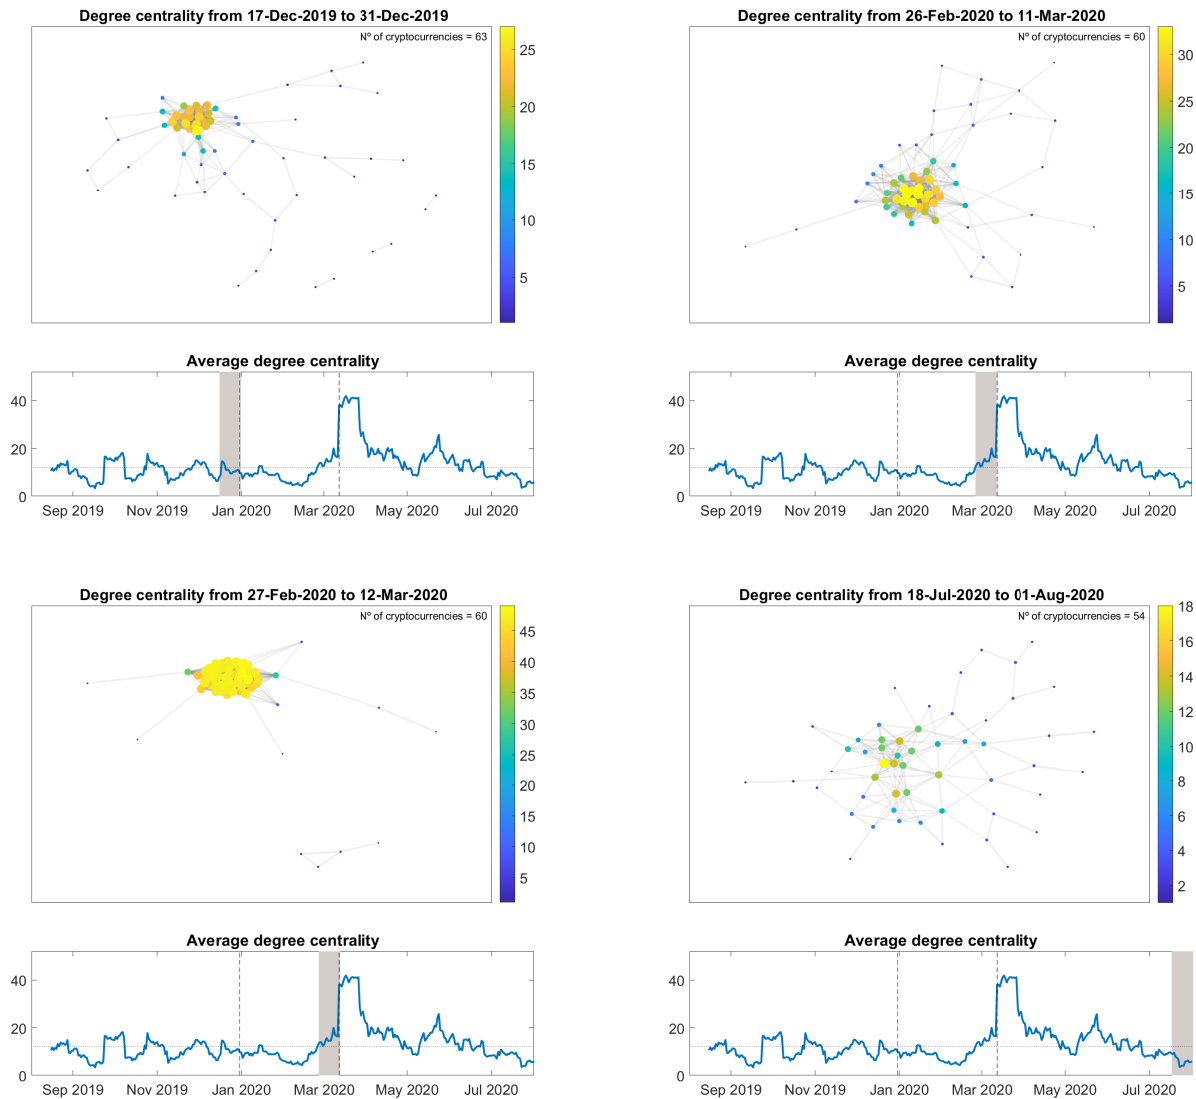 Degree centrality from 17-Dec-2019 to 31-Dec-2019
Nº of cryptocurrencies = 63
25
20
15
10
5
Average degree centrality
40
20
0
Sep 2019 Nov 2019 Jan 2020 Mar 2020 May 2020 Jul 2020
Degree centrality from 26-Feb-2020 to 11-Mar-2020
Nº of cryptocurrencies = 60
30
25
20
15
10
5
Average degree centrality
40
20
0
Sep 2019 Nov 2019 Jan 2020 Mar 2020 May 2020 Jul 2020
Degree centrality from 27-Feb-2020 to 12-Mar-2020
Nº of cryptocurrencies = 60
45
40
35
30
25
20
15
10
5
Average degree centrality
40
20
0
Sep 2019 Nov 2019 Jan 2020 Mar 2020 May 2020 Jul 2020
Degree centrality from 18-Jul-2020 to 01-Aug-2020
Nº of cryptocurrencies = 54
18
16
14
12
10
8
6
4
2
Average degree centrality
40
20
0
Sep 2019 Nov 2019 Jan 2020 Mar 2020 May 2020 Jul 2020